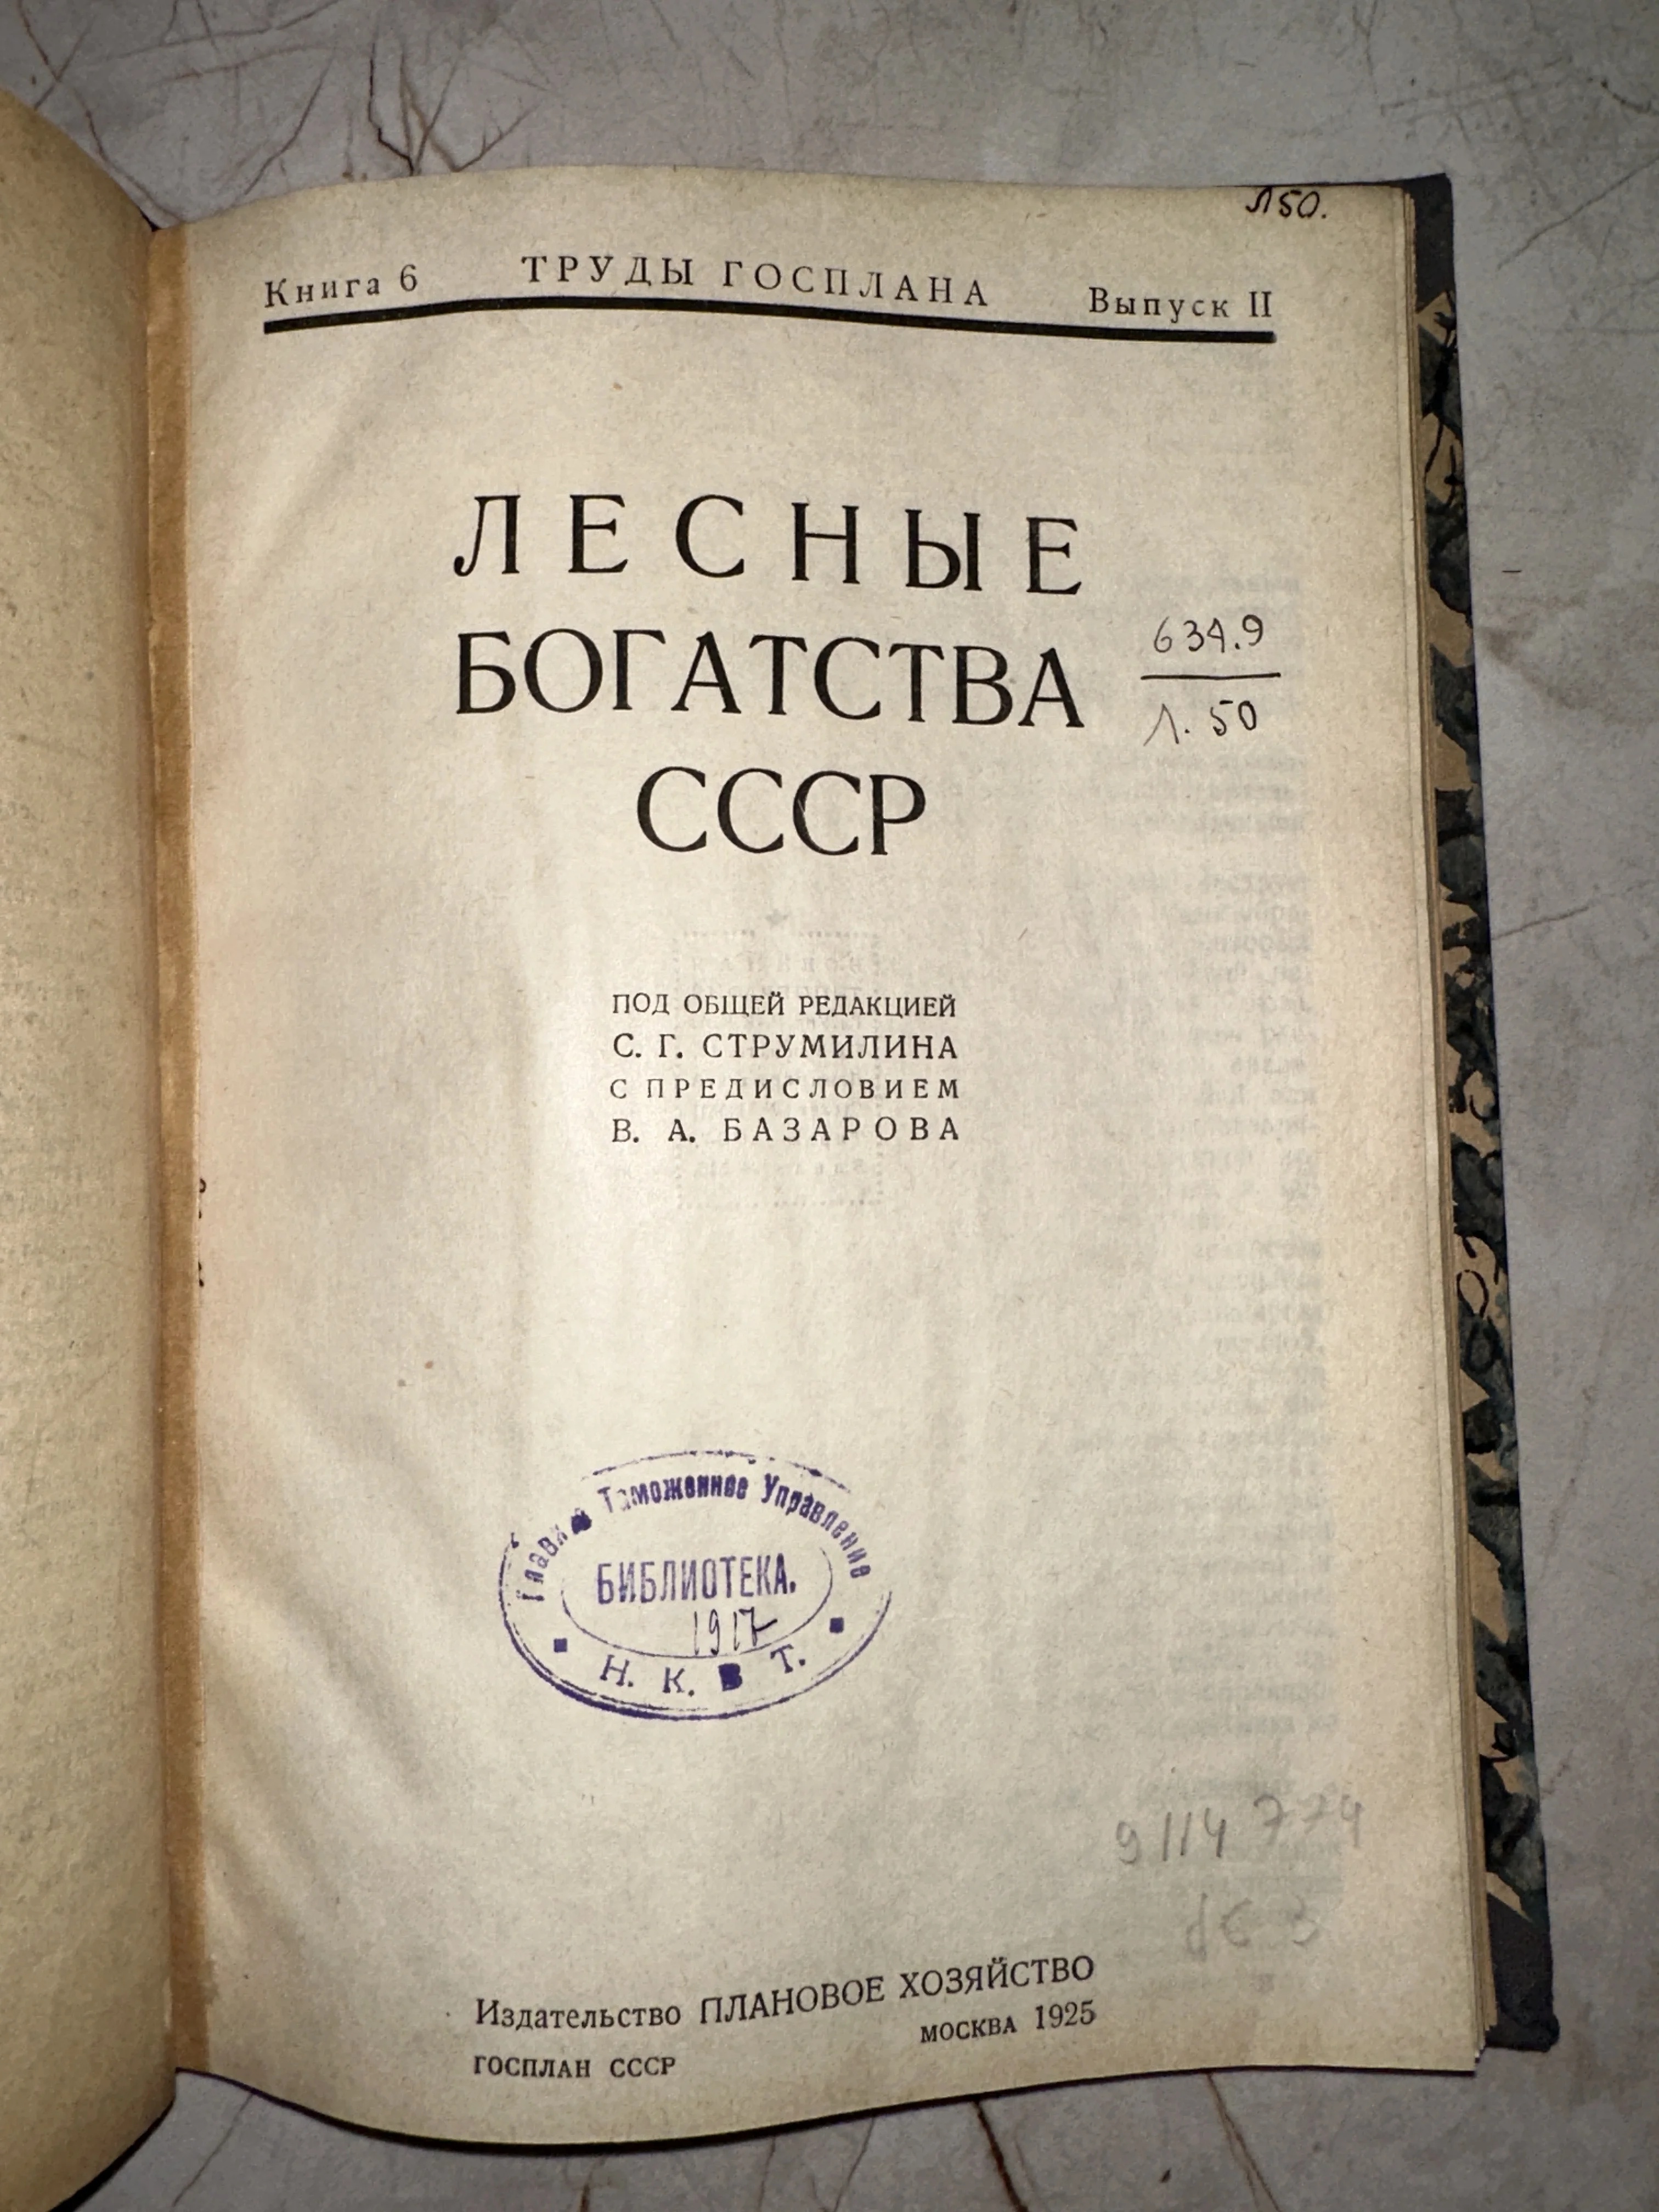 Л50.
Книга 6 ТРУДЫ ГОСПЛАНА Выпуск II
ЛЕСНЫЕ
БОГАТСТВА
СССР
634.9
Л. 50
ПОД ОБЩЕЙ РЕДАКЦИЕЙ
С. Г. СТРУМИЛИНА
С ПРЕДИСЛОВИЕМ
В. А. БАЗАРОВА
Главное Таможенное Управление
БИБЛИОТЕКА.
1917
Н. К. В Т.
9114774
Издательство ПЛАНОВОЕ ХОЗЯЙСТВО
ГОСПЛАН СССР МОСКВА 1925